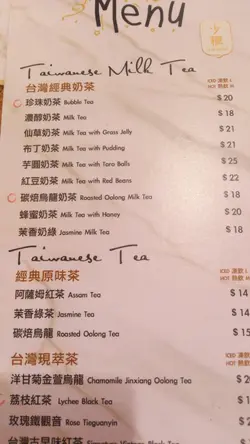 Menu
Taiwanese Milk Tea
台灣經典奶茶 ICED 凍飲 L
HOT 熱飲 M
珍珠奶茶 Bubble Tea $ 20
濃醇奶茶 Milk Tea $ 18
仙草奶茶 Milk Tea with Grass Jelly $ 21
布丁奶茶 Milk Tea with Pudding $ 21
芋圓奶茶 Milk Tea with Taro Balls $ 25
紅豆奶茶 Milk Tea with Red Beans $ 22
碳焙烏龍奶茶 Roasted Oolong Milk Tea $ 18
蜂蜜奶茶 Milk Tea with Honey $ 20
茉香奶綠 Jasmine Milk Tea $ 18
Taiwanese Tea
經典原味茶 ICED 凍飲
HOT 熱飲
阿薩姆紅茶 Assam Tea $ 14
茉香綠茶 Jasmine Tea $ 14
碳焙烏龍 Roasted Oolong Tea $ 15
台灣現萃茶 ICED
HOT
洋甘菊金萱烏龍 Chamomile Jinxiang Oolong Tea $
荔枝紅茶 Lychee Black Tea $
玫瑰鐵觀音 Rose Tieguanyin $
台灣古早味紅茶